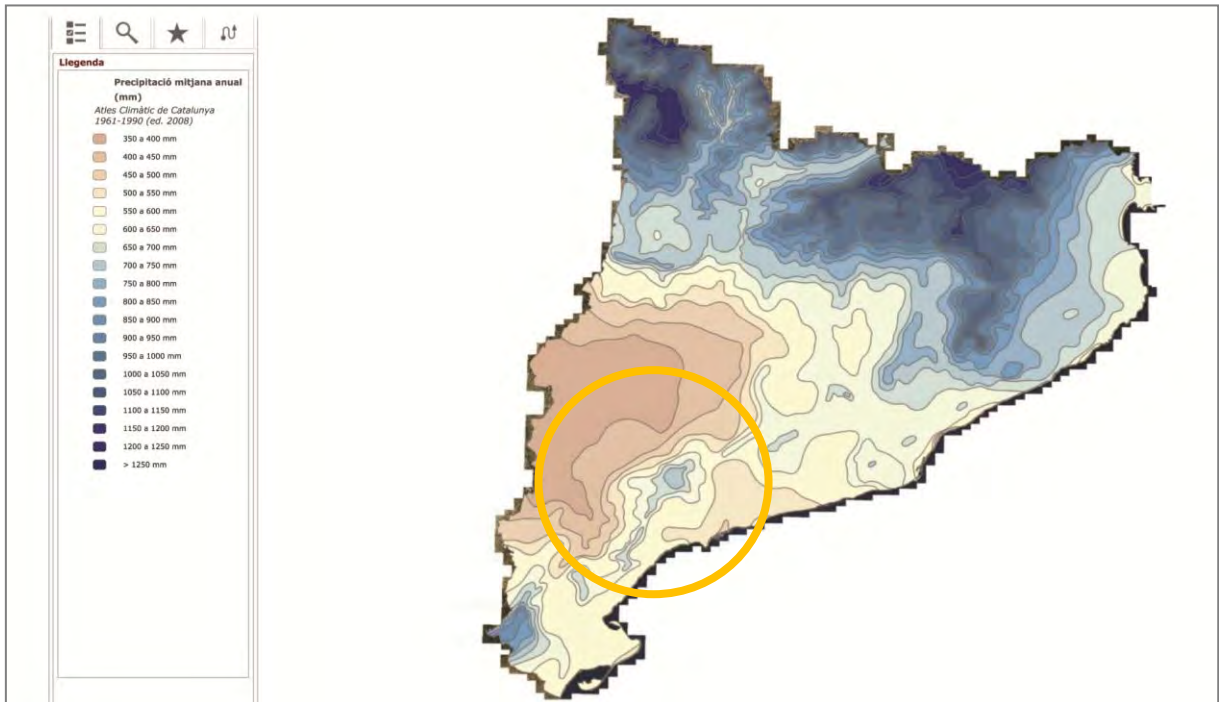 Llegenda
Precipitació mitjana anual
(mm)
Atles Climàtic de Catalunya
1961-1990 (ed. 2008)
350 a 400 mm
400 a 450 mm
450 a 500 mm
500 a 550 mm
550 a 600 mm
600 a 650 mm
650 a 700 mm
700 a 750 mm
750 a 800 mm
800 a 850 mm
850 a 900 mm
900 a 950 mm
950 a 1000 mm
1000 a 1050 mm
1050 a 1100 mm
1100 a 1150 mm
1150 a 1200 mm
1200 a 1250 mm
> 1250 mm